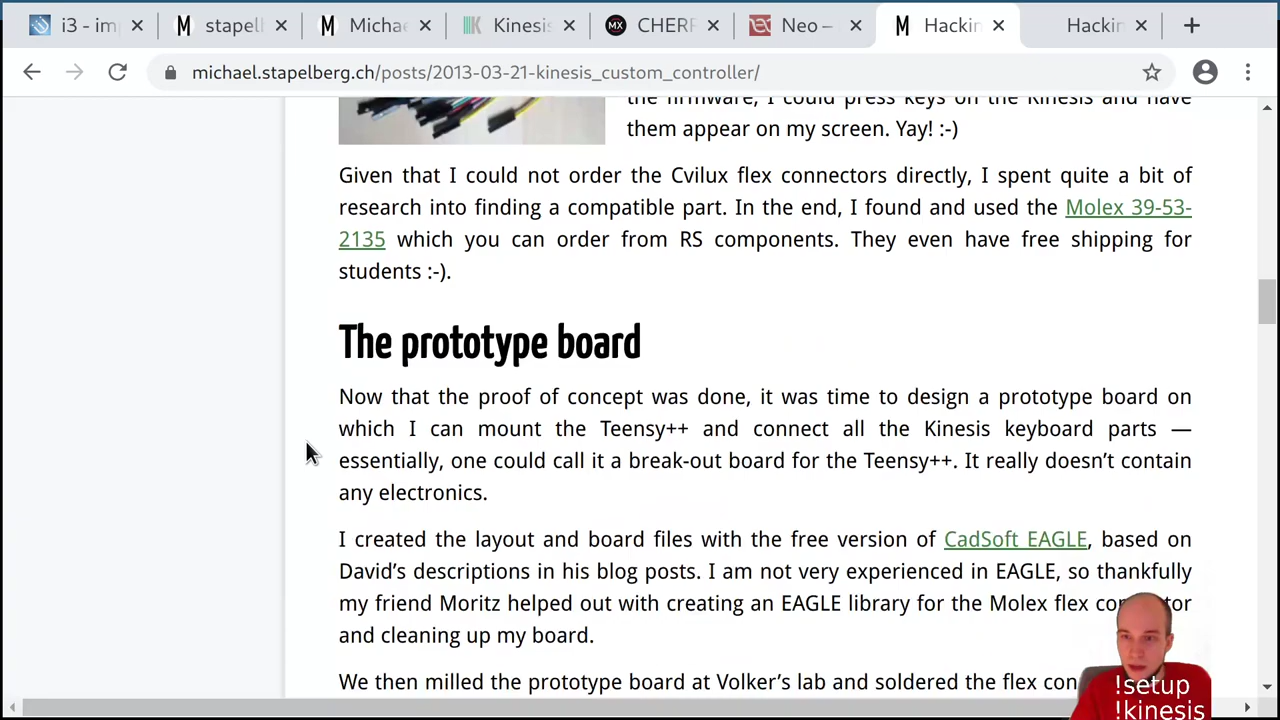 i3 - imp
stapell
Michae
Kinesis
MX
CHERR
Neo –
Hackin
Hackin
michael.stapelberg.ch/posts/2013-03-21-kinesis_custom_controller/
the firmware, I could press keys on the Kinesis and have
them appear on my screen. Yay! :-)
Given that I could not order the Cvilux flex connectors directly, I spent quite a bit of
research into finding a compatible part. In the end, I found and used the Molex 39-53-
2135 which you can order from RS components. They even have free shipping for
students :-).
The prototype board
Now that the proof of concept was done, it was time to design a prototype board on
which I can mount the Teensy++ and connect all the Kinesis keyboard parts —
essentially, one could call it a break-out board for the Teensy++. It really doesn’t contain
any electronics.
I created the layout and board files with the free version of CadSoft EAGLE, based on
David’s descriptions in his blog posts. I am not very experienced in EAGLE, so thankfully
my friend Moritz helped out with creating an EAGLE library for the Molex flex
and cleaning up my board.
We then milled the prototype board at Volker’s lab and soldered the flex
!setup
!kinesis